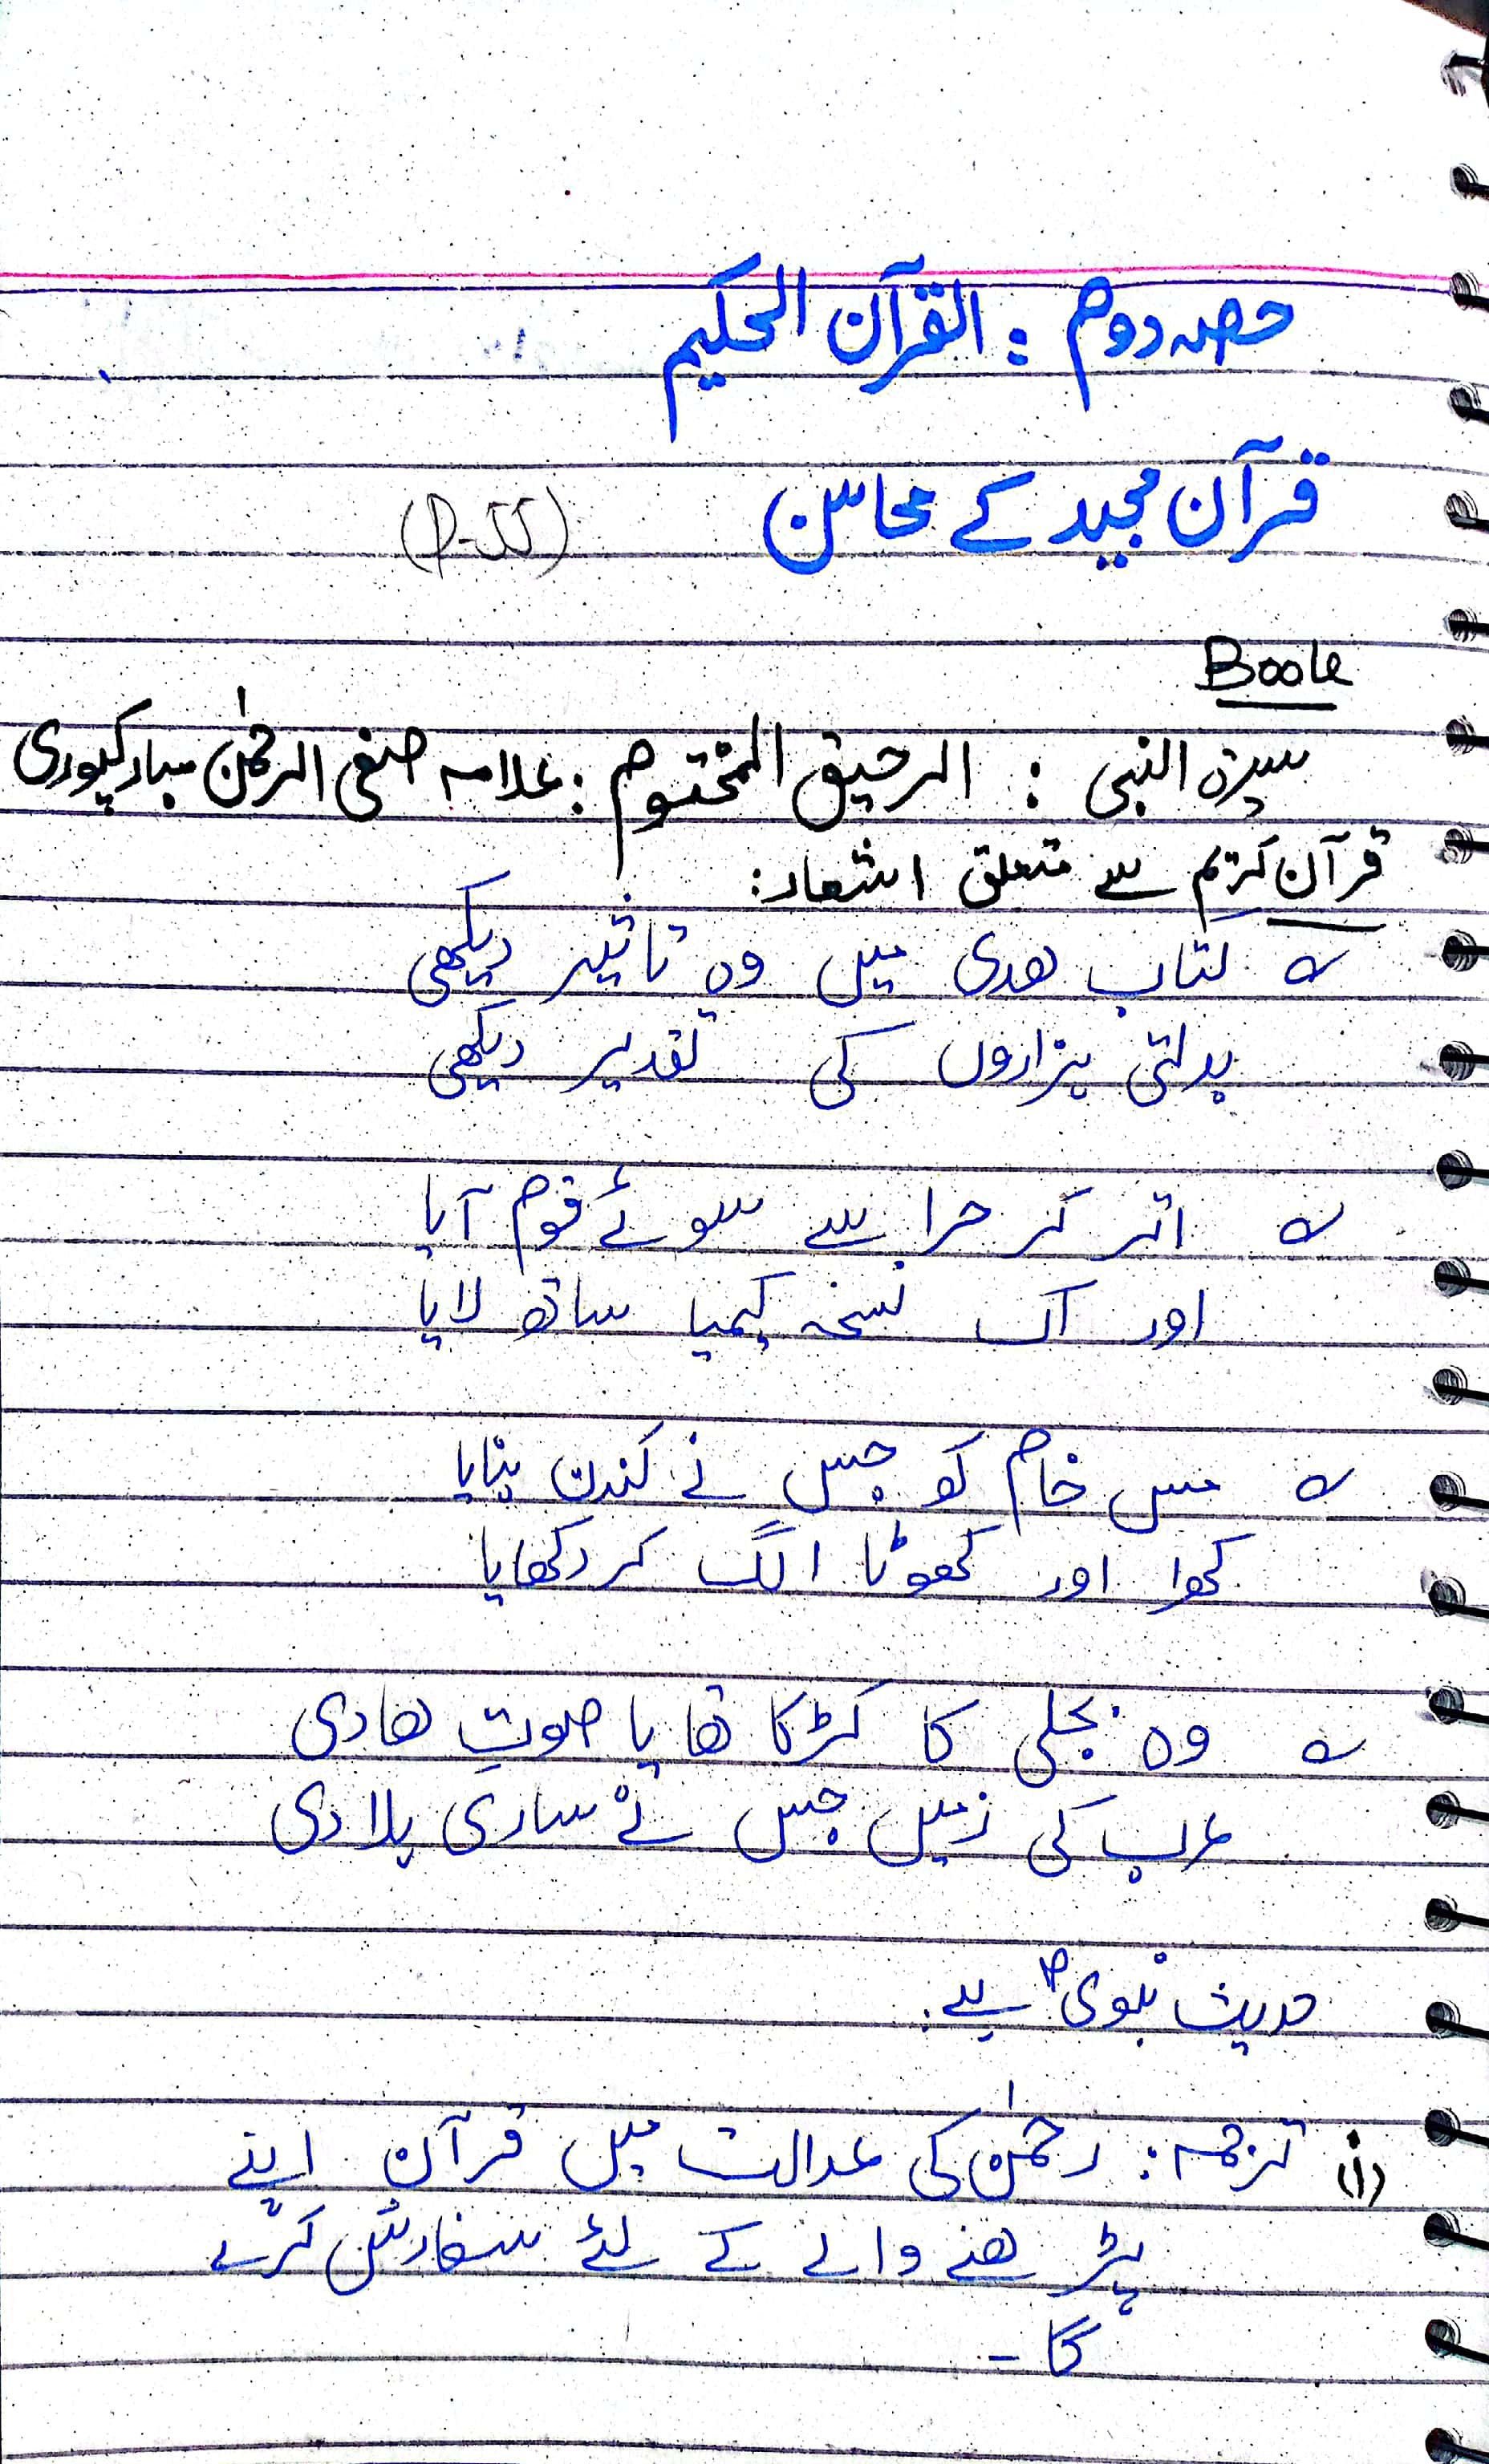 حصہ دوم : القرآن الحکیم
قرآن مجید کے محاسن (P-55)
Book
سیرۃ النبی : الرحیق المختوم : علامہ صفی الرحمٰن مبارکپوری
قرآن کریم سے متعلق اشعار:
کتاب ھدی میں وہ تاثیر دیکھی
بدلتی ہزاروں کی تقدیر دیکھی
اتر کر حرا سے سوئے قوم آیا
اور اک نسخہ کیمیا ساتھ لایا
مس خام کو جس نے کندن بنایا
کھرا اور کھوٹا الگ کر دکھایا
وہ بجلی کا کڑکا تھا یا صوتِ ھادی
عرب کی زمیں جس نے ساری ہلا دی
حدیث نبویؐ ہے:
(i) ترجمہ: رحمٰن کی عدالت میں قرآن اپنے
پڑھنے والے کے لئے سفارش کرے
گا۔